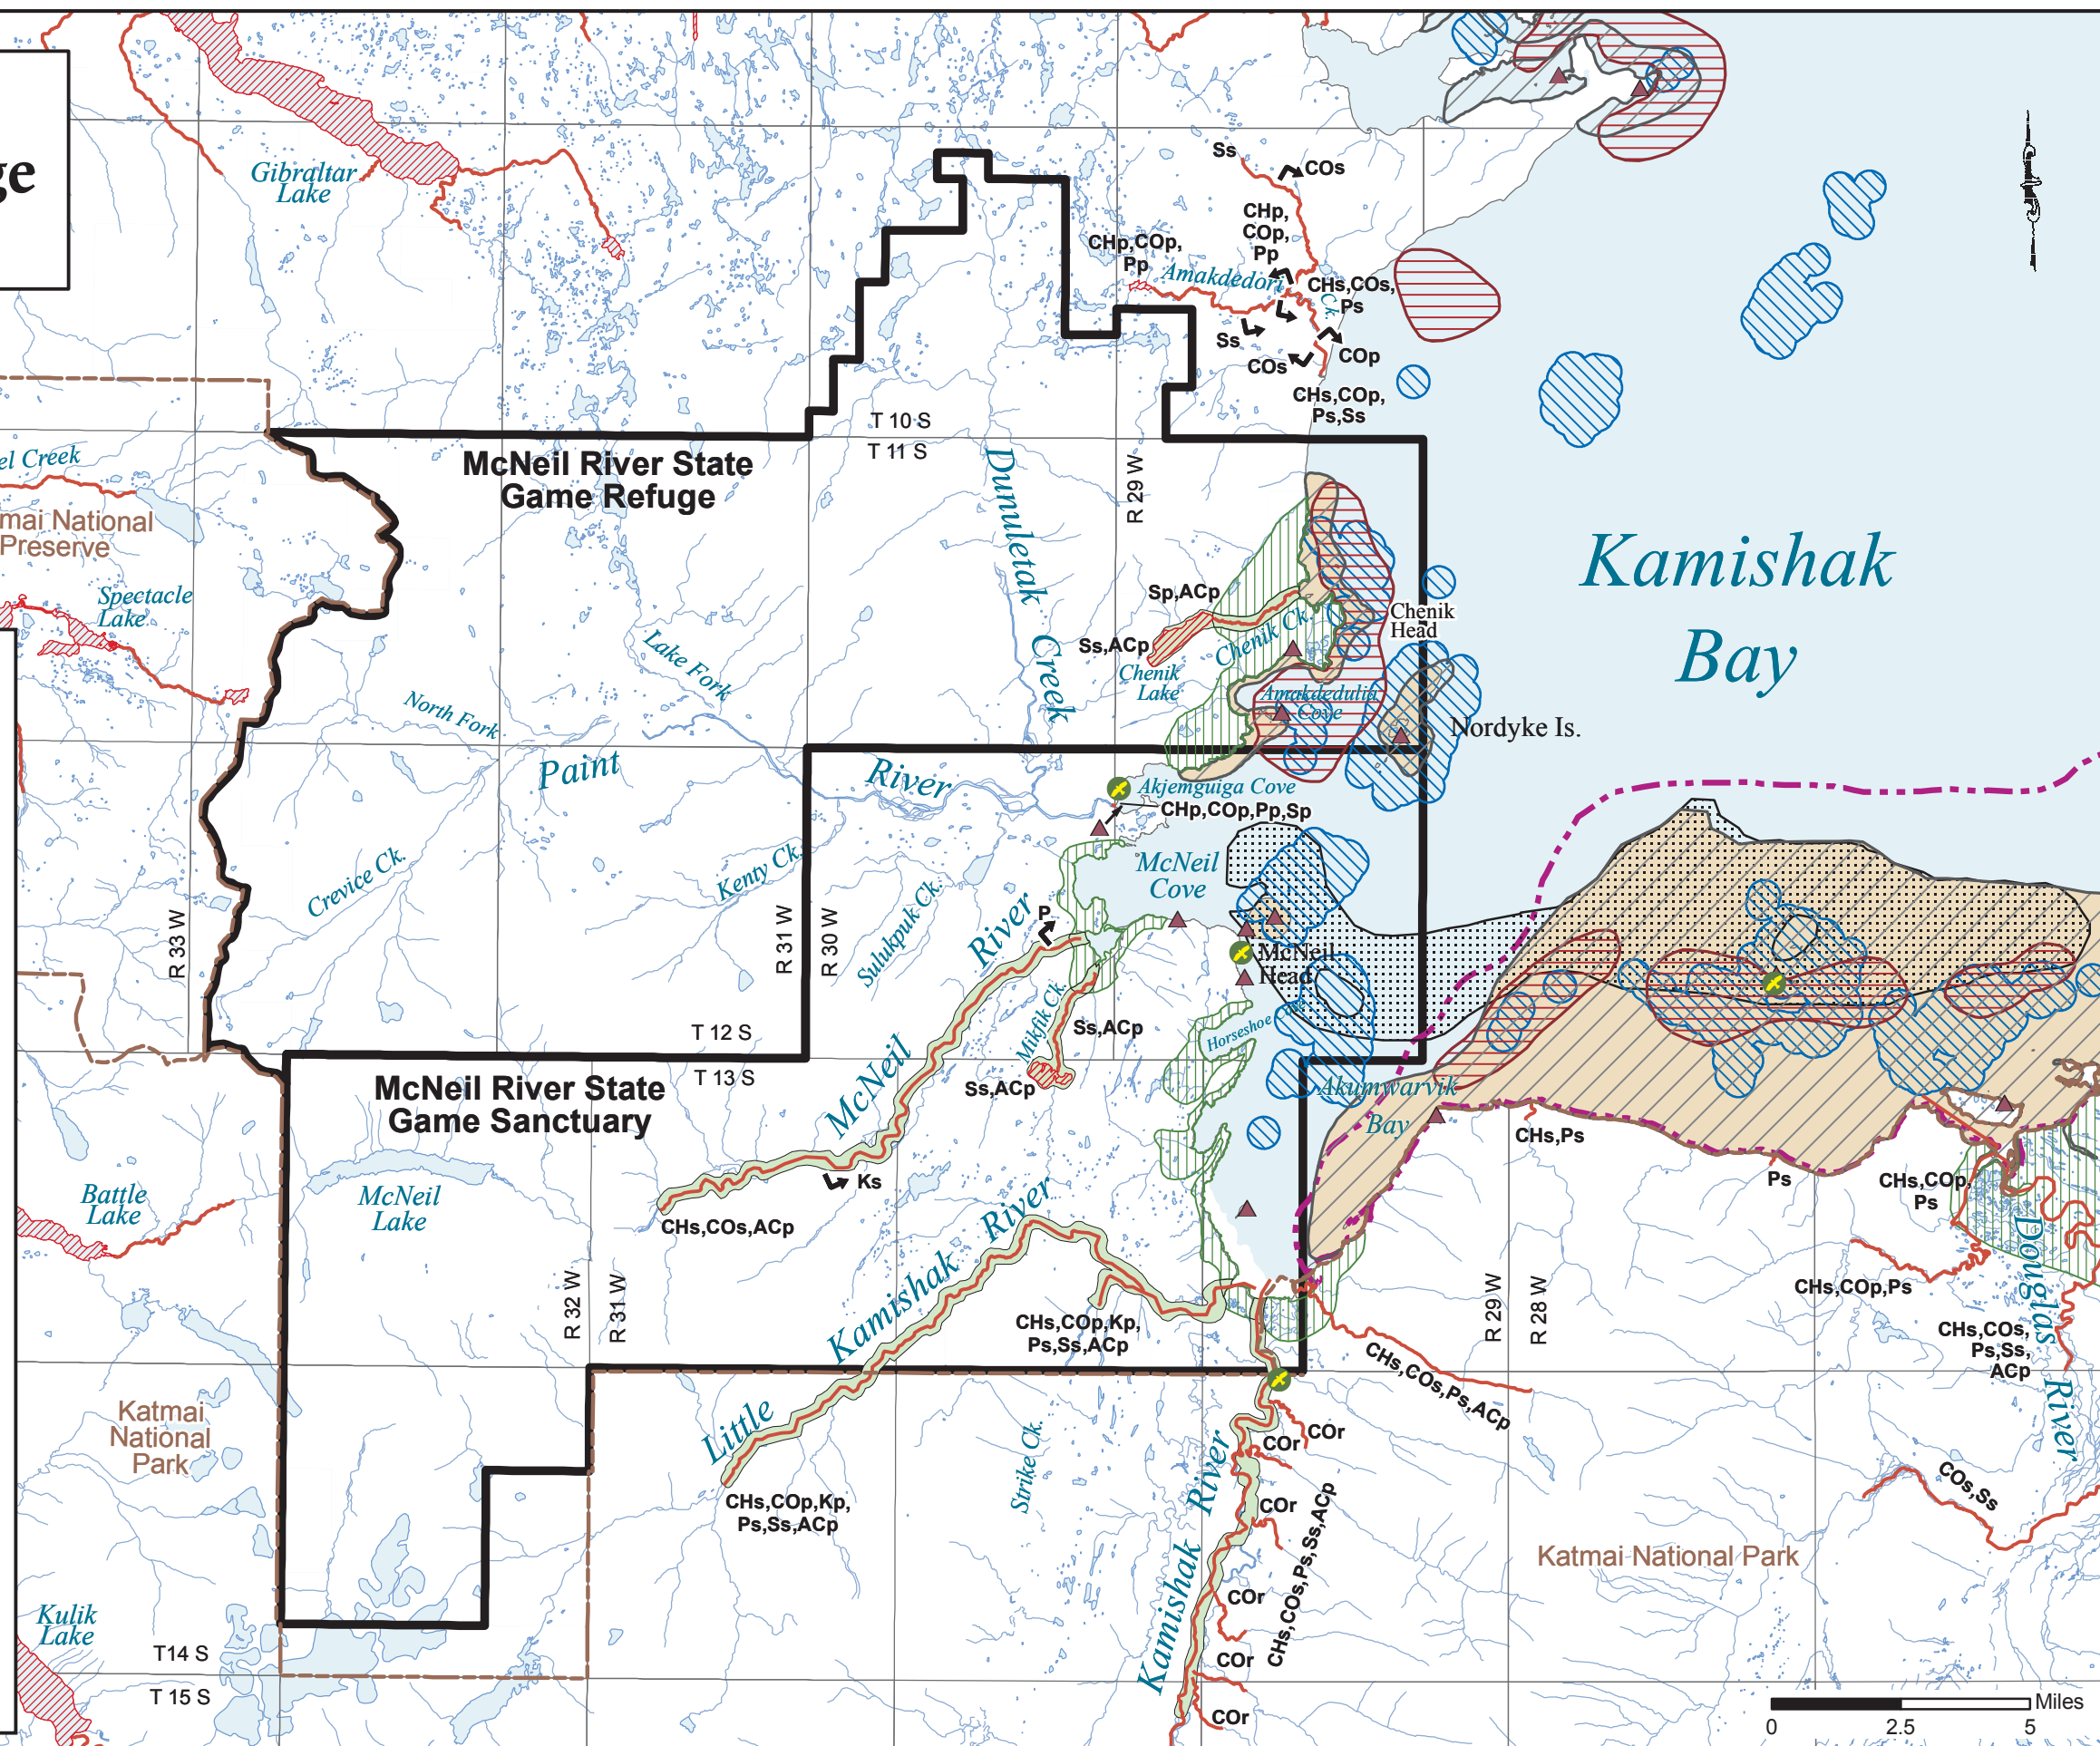 ge
Gibraltar
Lake
Ss
COs
CHp,
COp,
Pp
CHp,COp,
Pp
Amakdedori
Ck.
CHs,COs,
Ps
Ss
COs
COp
CHs,COp,
Ps,Ss
T 10 S
T 11 S
McNeil River State
Game Refuge
el Creek
mai National
Preserve
Spectacle
Lake
Dunuletak
Creek
R 29 W
Kamishak
Bay
Sp,ACp
Ss,ACp
Chenik Ck.
Chenik
Lake
Chenik
Head
Amakdedulia
Cove
Nordyke Is.
Lake Fork
North Fork
Paint
River
Akjemguiga Cove
CHp,COp,Pp,Sp
McNeil
Cove
Crevice Ck.
Kenty Ck.
Sulukpuk Ck.
R 33 W
R 31 W
R 30 W
P
River
McNeil
McNeil
Head
Mikfik Ck.
Ss,ACp
Horseshoe Cove
Ss,ACp
T 12 S
T 13 S
McNeil River State
Game Sanctuary
Akumwarvik
Bay
CHs,Ps
Ps
CHs,COp,
Ps
Ks
CHs,COs,ACp
McNeil
Lake
Battle
Lake
R 32 W
R 31 W
Little
Kamishak
River
CHs,COp,Kp,
Ps,Ss,ACp
R 29 W
R 28 W
CHs,COp,Ps
Douglas
River
CHs,COs,
Ps,Ss,
ACp
CHs,COs,Ps,ACp
Katmai
National
Park
CHs,COp,Kp,
Ps,Ss,ACp
Strike Ck.
Kamishak
River
COr
COr
COr
COr
COr
COr
CHs,COs,Ps,Ss,ACp
COs,Ss
Katmai National Park
Kulik
Lake
T14 S
T 15 S
Miles
0
2.5
5